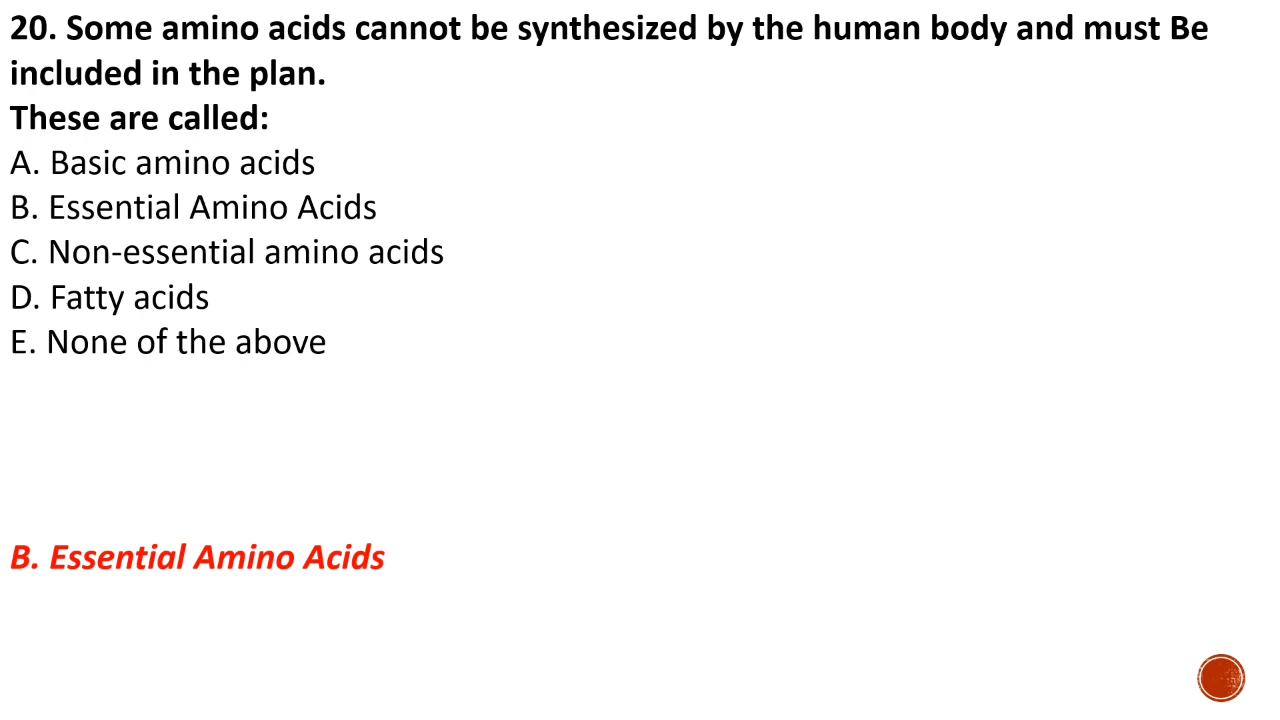 20. Some amino acids cannot be synthesized by the human body and must Be
included in the plan.
These are called:
A. Basic amino acids
B. Essential Amino Acids
C. Non-essential amino acids
D. Fatty acids
E. None of the above
B. Essential Amino Acids